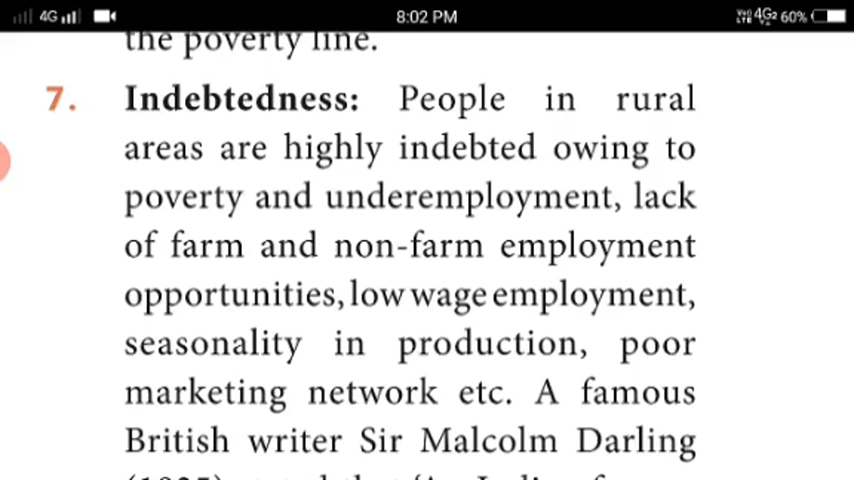 4G 8:02 PM 4G2 60%
the poverty line.
7. Indebtedness: People in rural
areas are highly indebted owing to
poverty and underemployment, lack
of farm and non-farm employment
opportunities, low wage employment,
seasonality in production, poor
marketing network etc. A famous
British writer Sir Malcolm Darling